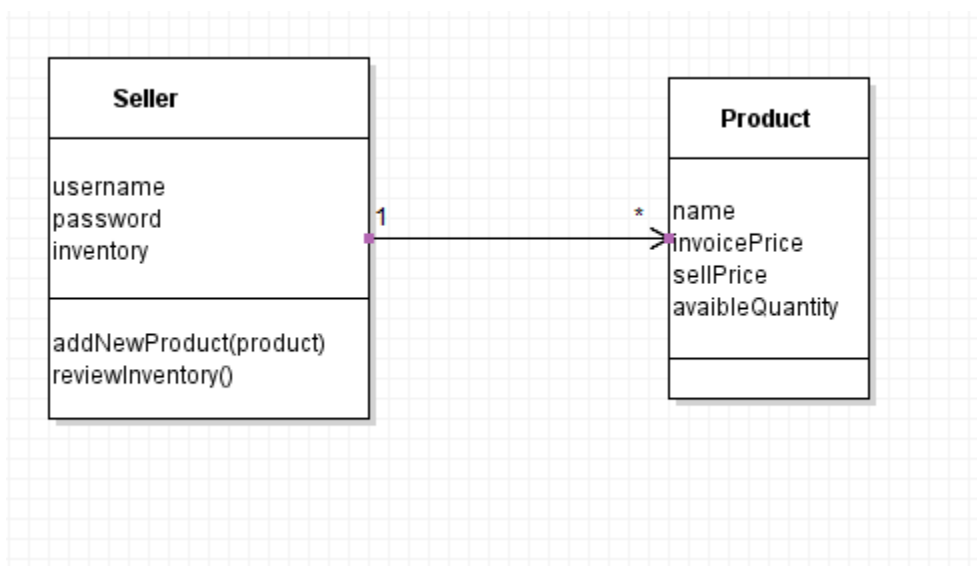 Seller
username
password
inventory
addNewProduct(product)
reviewInventory()
1
*
Product
name
invoicePrice
sellPrice
avaibleQuantity